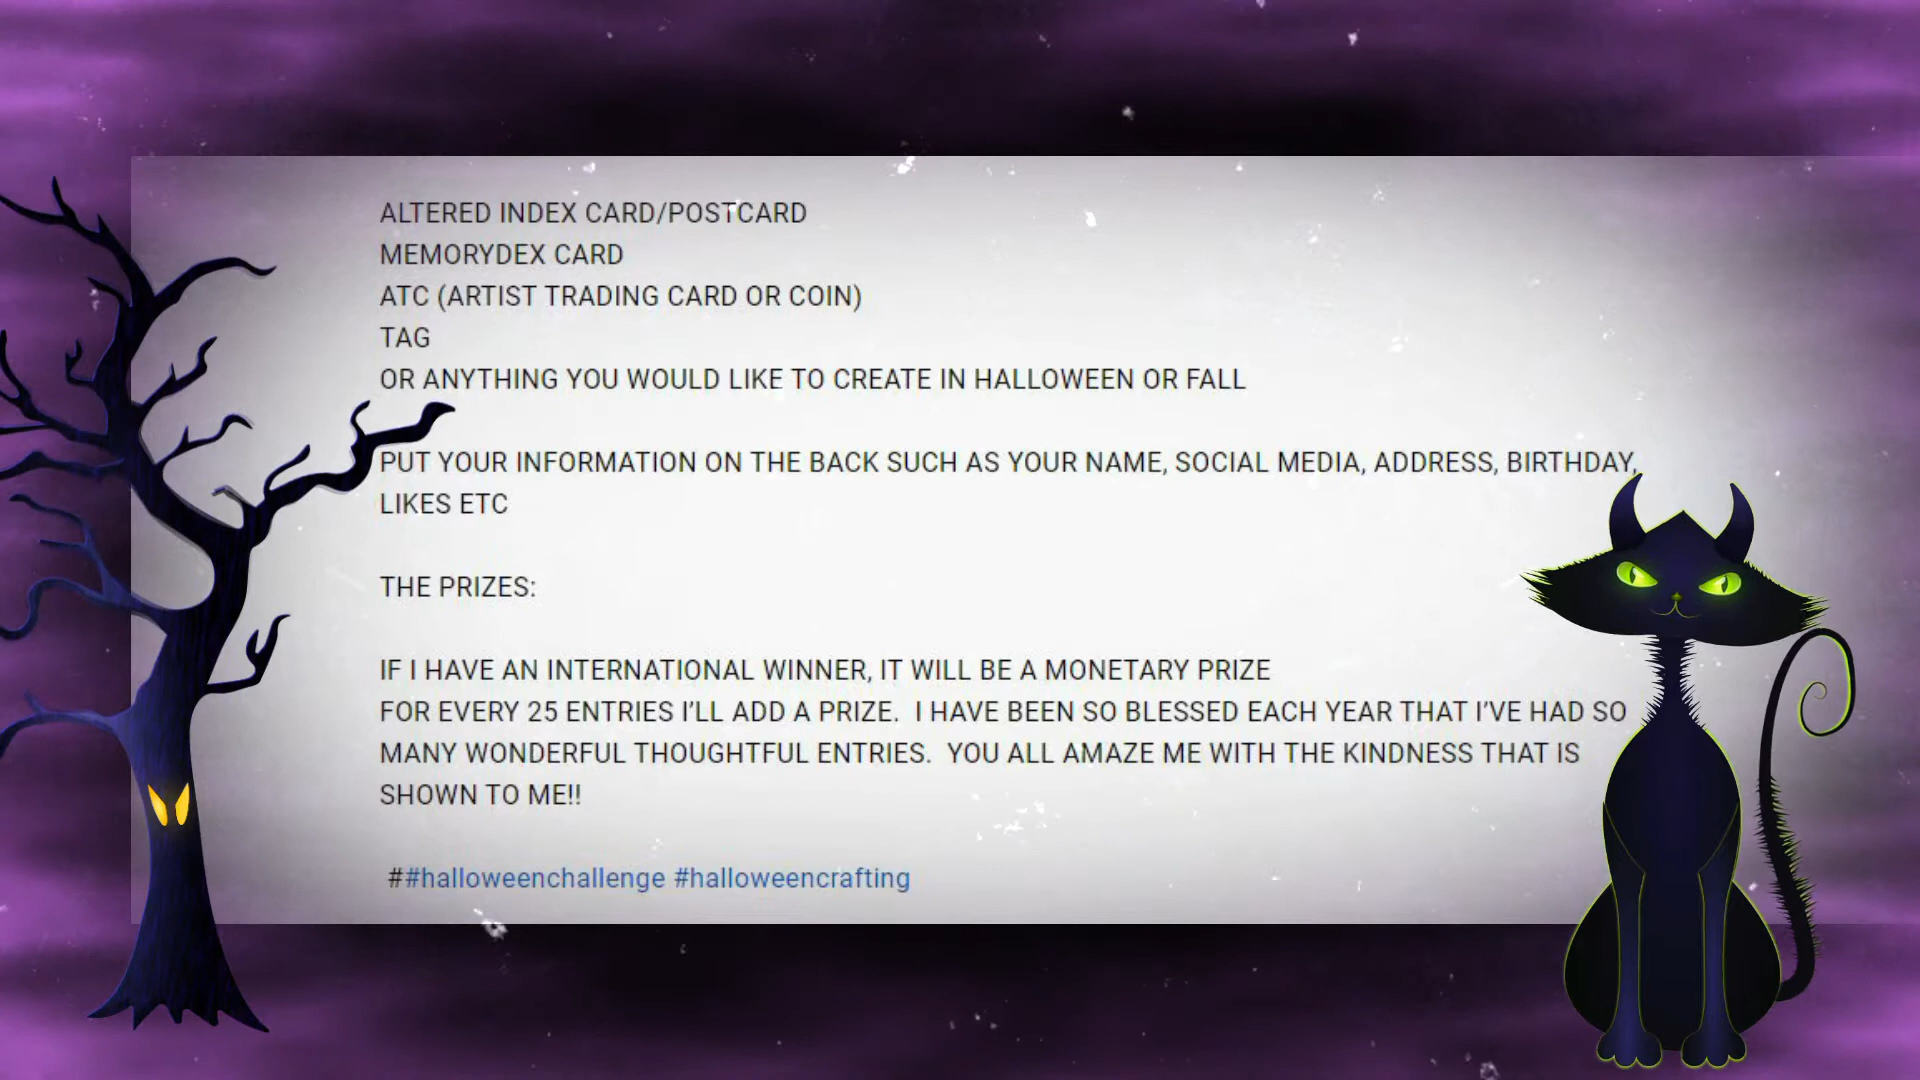 ALTERED INDEX CARD/POSTCARD
MEMORYDEX CARD
ATC (ARTIST TRADING CARD OR COIN)
TAG
OR ANYTHING YOU WOULD LIKE TO CREATE IN HALLOWEEN OR FALL
PUT YOUR INFORMATION ON THE BACK SUCH AS YOUR NAME, SOCIAL MEDIA, ADDRESS, BIRTHDAY,
LIKES ETC
THE PRIZES:
IF I HAVE AN INTERNATIONAL WINNER, IT WILL BE A MONETARY PRIZE
FOR EVERY 25 ENTRIES I’LL ADD A PRIZE.  I HAVE BEEN SO BLESSED EACH YEAR THAT I’VE HAD SO
MANY WONDERFUL THOUGHTFUL ENTRIES.  YOU ALL AMAZE ME WITH THE KINDNESS THAT IS
SHOWN TO ME!!
##halloweenchallenge #halloweencrafting